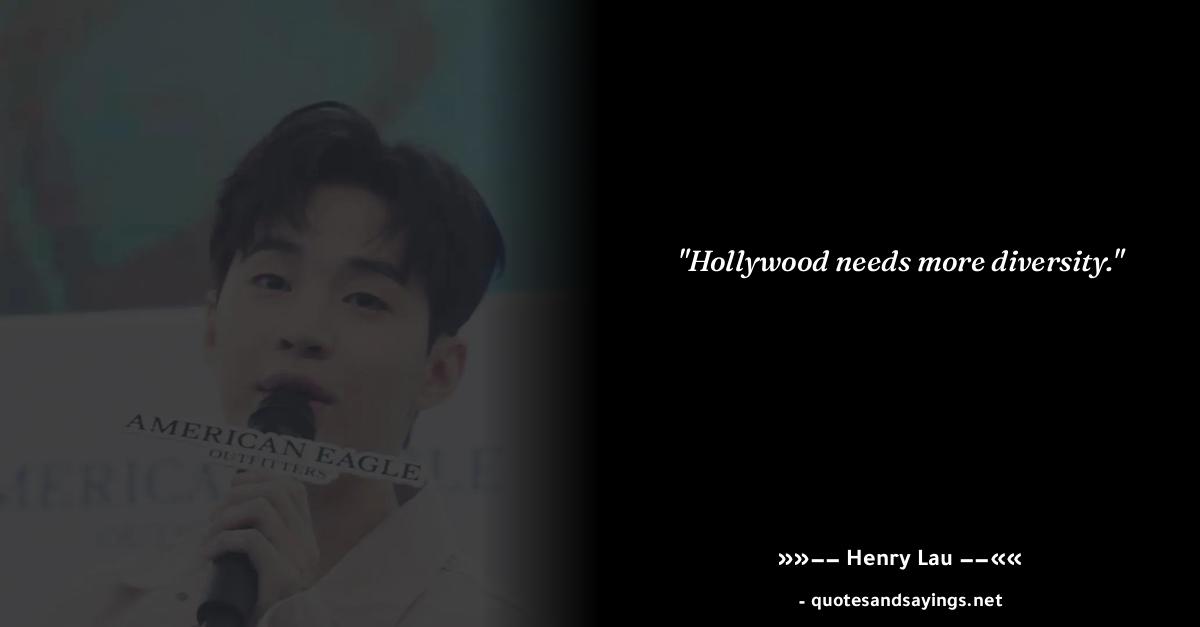 "Hollywood needs more diversity."
AMERICAN EAGLE
OUTFITTERS
»»–– Henry Lau ––««
- quotesandsayings.net